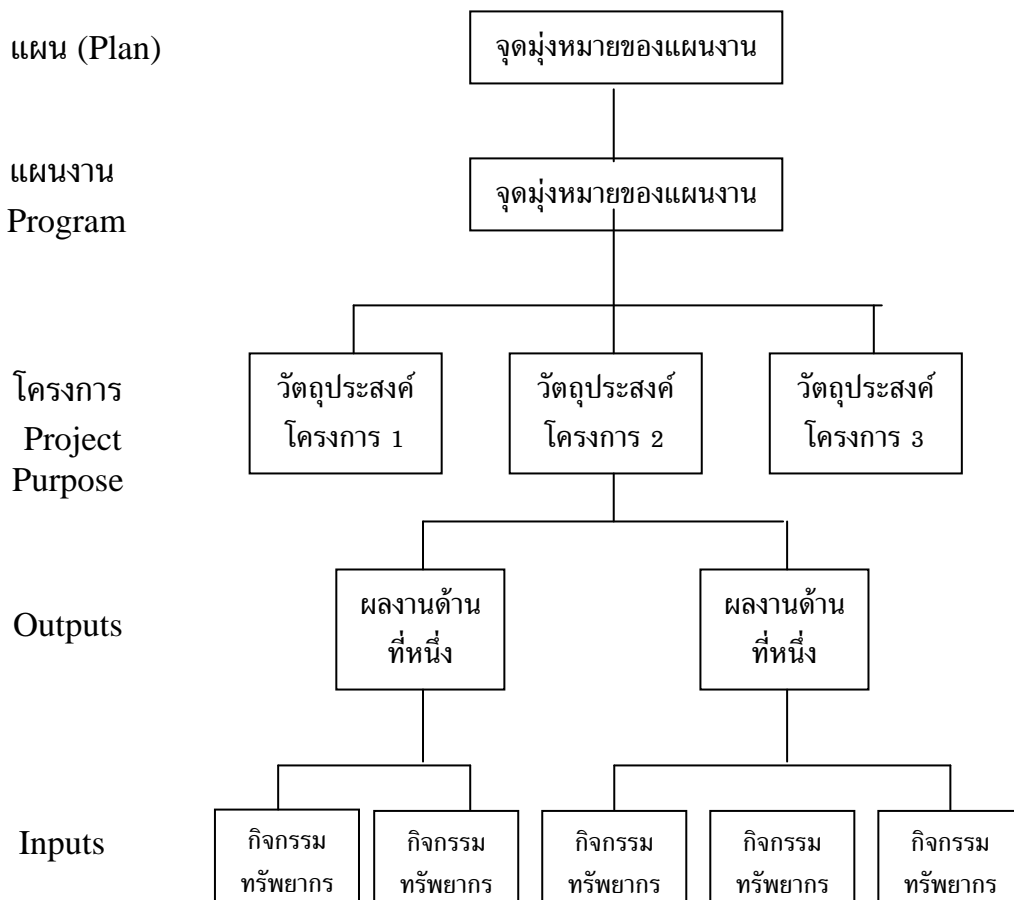 แผน (Plan)
จุดมุ่งหมายของแผนงาน
แผนงาน
Program
จุดมุ่งหมายของแผนงาน
โครงการ
Project
Purpose
วัตถุประสงค์
โครงการ 1
วัตถุประสงค์
โครงการ 2
วัตถุประสงค์
โครงการ 3
Outputs
ผลงานด้าน
ที่หนึ่ง
ผลงานด้าน
ที่หนึ่ง
Inputs
กิจกรรม
ทรัพยากร
กิจกรรม
ทรัพยากร
กิจกรรม
ทรัพยากร
กิจกรรม
ทรัพยากร
กิจกรรม
ทรัพยากร